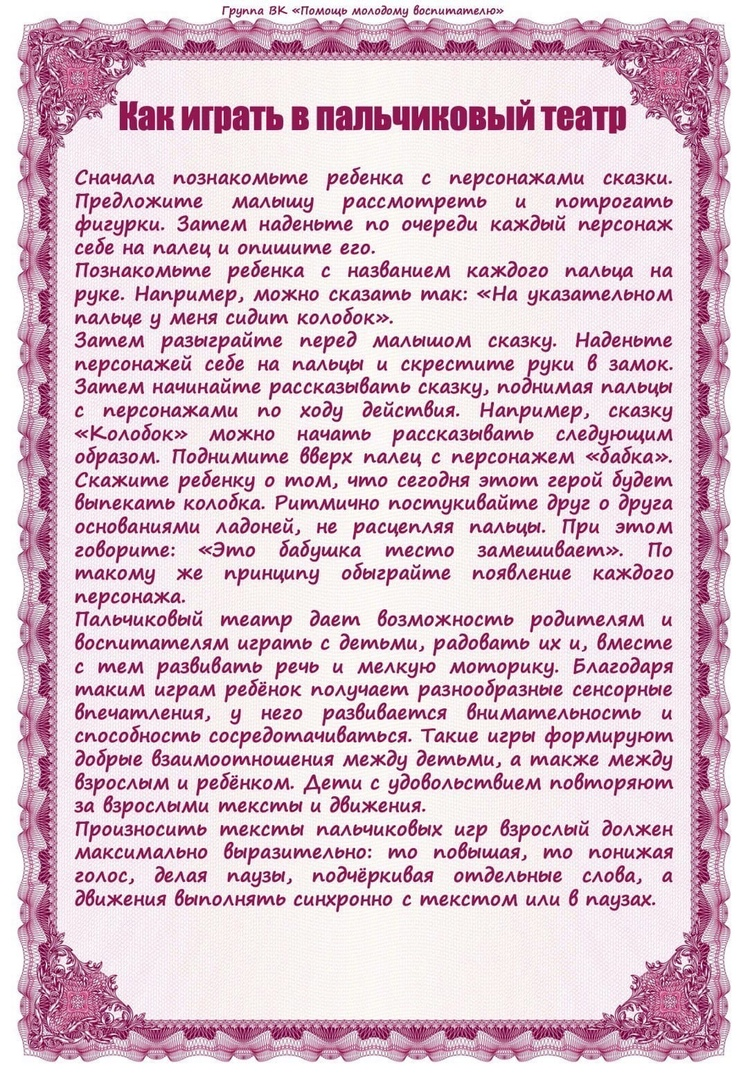 Группа ВК «Помощь молодому воспитателю»
Как играть в пальчиковый театр
Сначала познакомьте ребенка с персонажами сказки.
Предложите малышу рассмотреть и потрогать
фигурки. Затем наденьте по очереди каждый персонаж
себе на палец и опишите его.
Познакомьте ребенка с названием каждого пальца на
руке. Например, можно сказать так: «На указательном
пальце у меня сидит колобок».
Затем разыграйте перед малышом сказку. Наденьте
персонажей себе на пальцы и скрестите руки в замок.
Затем начинайте рассказывать сказку, поднимая пальцы
с персонажами по ходу действия. Например, сказку
«Колобок» можно начать рассказывать следующим
образом. Поднимите вверх палец с персонажем «бабка».
Скажите ребенку о том, что сегодня этот герой будет
выпекать колобка. Ритмично постукивайте друг о друга
основаниями ладоней, не расцепляя пальцы. При этом
говорите: «Это бабушка тесто замешивает». По
такому же принципу обыграйте появление каждого
персонажа.
Пальчиковый театр дает возможность родителям и
воспитателям играть с детьми, радовать их и, вместе
с тем развивать речь и мелкую моторику. Благодаря
таким играм ребёнок получает разнообразные сенсорные
впечатления, у него развивается внимательность и
способность сосредотачиваться. Такие игры формируют
добрые взаимоотношения между детьми, а также между
взрослым и ребёнком. Дети с удовольствием повторяют
за взрослыми тексты и движения.
Произносить тексты пальчиковых игр взрослый должен
максимально выразительно: то повышая, то понижая
голос, делая паузы, подчёркивая отдельные слова, а
движения выполнять синхронно с текстом или в паузах.